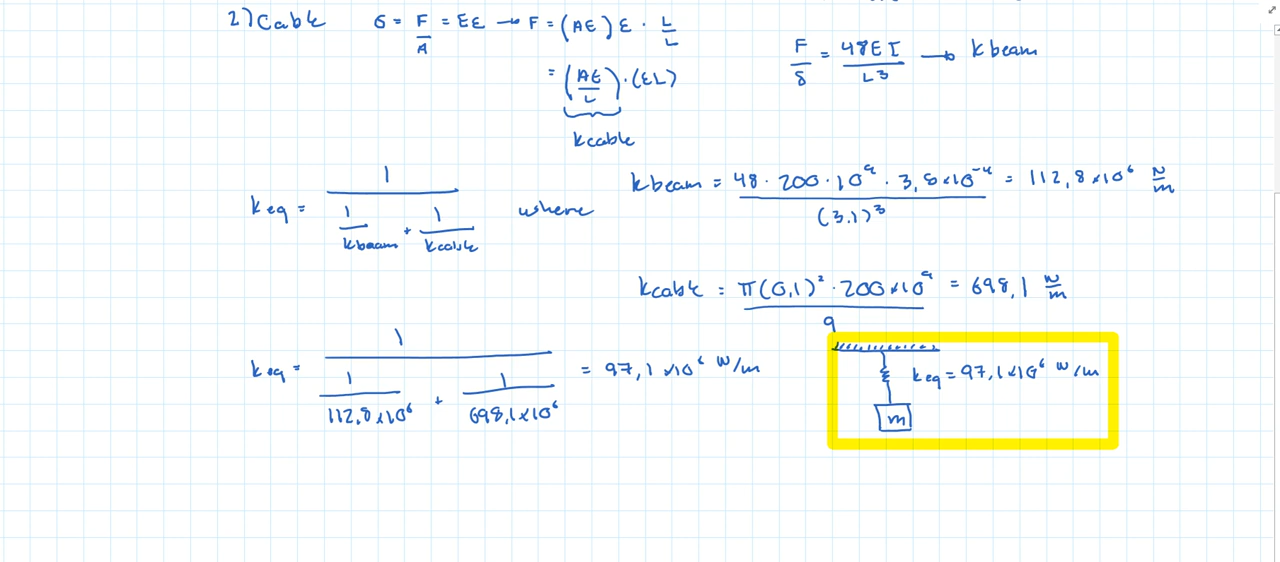 2) Cable σ = F/A = Eε → F = (AE) ε · L/L
= (AE/L) · (εL)
kcable
F/δ = 48EI/L3 → kbeam
keq = 1/(1/kbeam + 1/kcable) where
kbeam = 48 · 200 · 10^9 · 3,5×10^-4/(3.1)^3 = 112,8×10^6 N/m
kcable = π(0,1)^2 · 200×10^9/9 = 698,1 N/m
keq = 1/(1/112,8×10^6 + 1/698,1×10^6) = 97,1×10^6 N/m
keq = 97,1×10^6 N/m
m